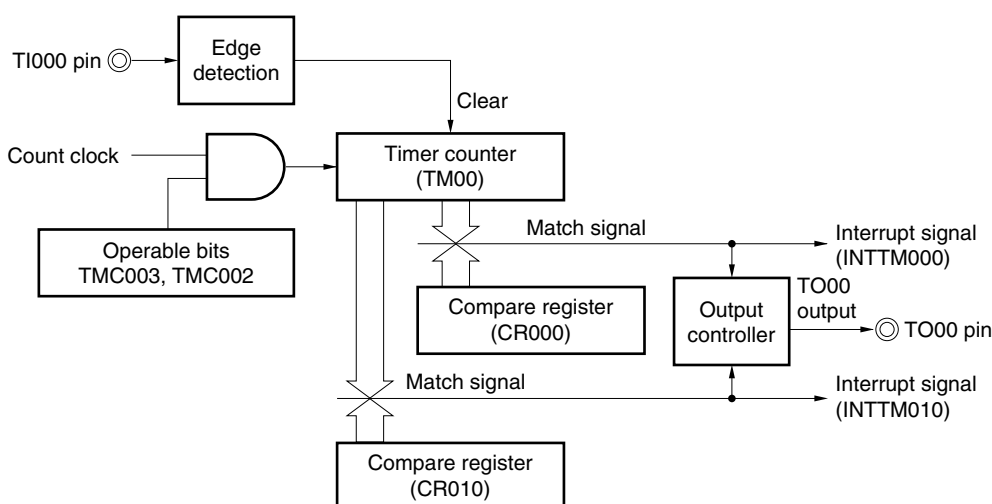 TI000 pin
Edge
detection
Clear
Count clock
Timer counter
(TM00)
Operable bits
TMC003, TMC002
Match signal
Interrupt signal
(INTTM000)
Compare register
(CR000)
Output
controller
TO00
output
TO00 pin
Match signal
Interrupt signal
(INTTM010)
Compare register
(CR010)